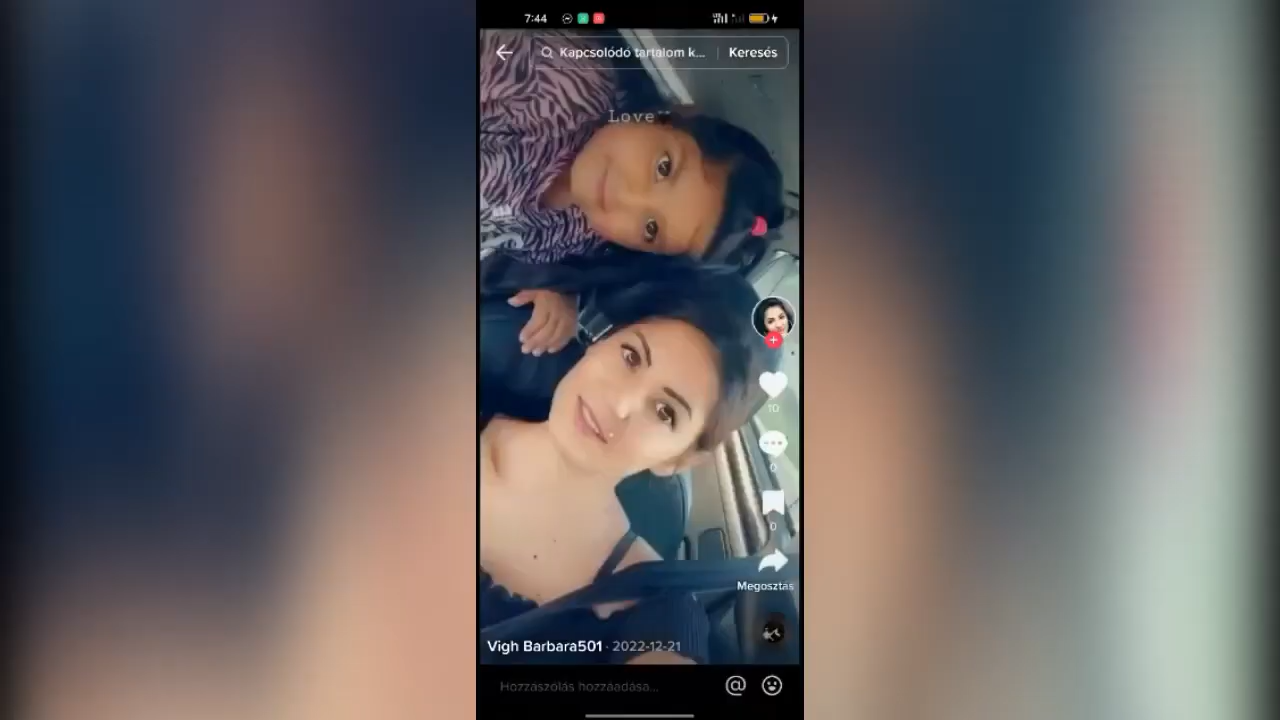 7:44
Kapcsolódó tartalom k... Keresés
Love
10
0
0
Megosztás
Vigh Barbara501 · 2022-12-21
Hozzászólás hozzáadása...